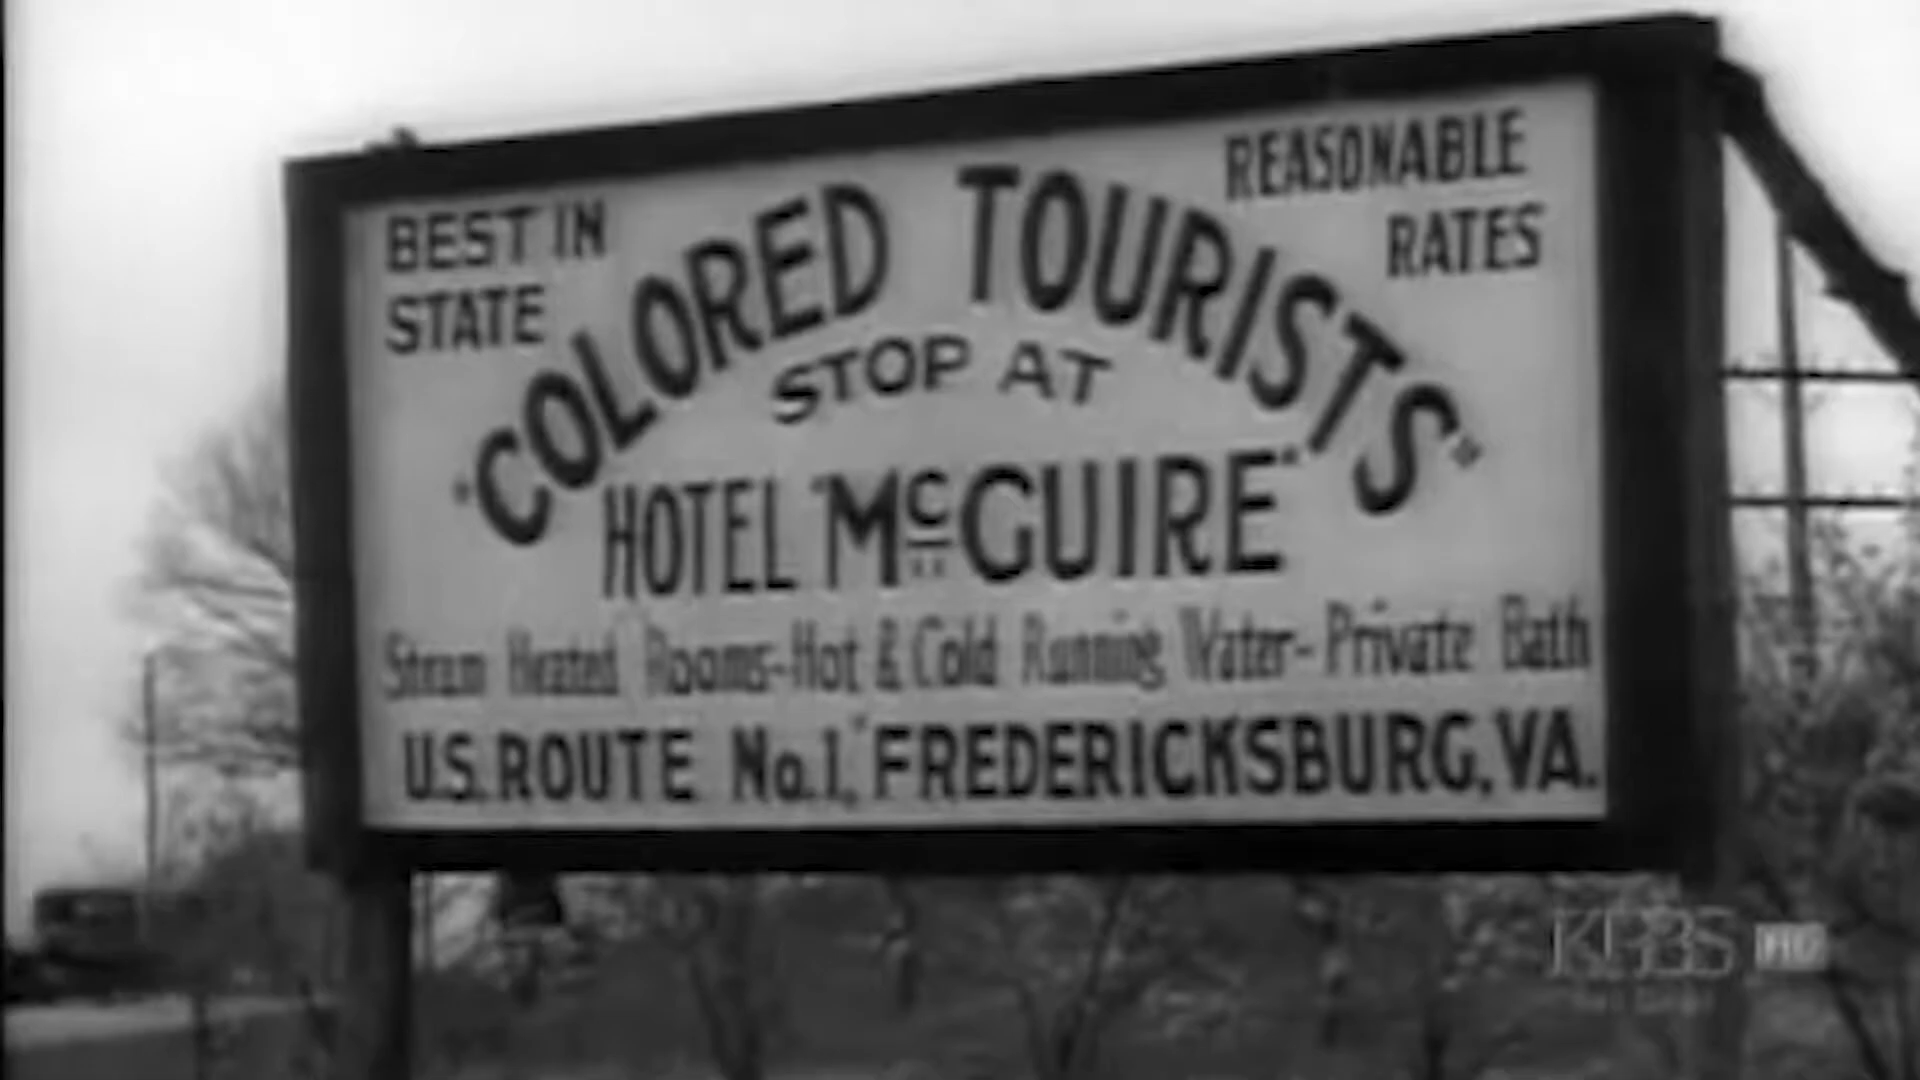 BEST IN
STATE
REASONABLE
RATES
"COLORED TOURISTS"
STOP AT
HOTEL "McGUIRE"
Steam Heated Rooms-Hot & Cold Running Water-Private Bath
U.S. ROUTE No.1, "FREDERICKSBURG, VA.
KPBS HD